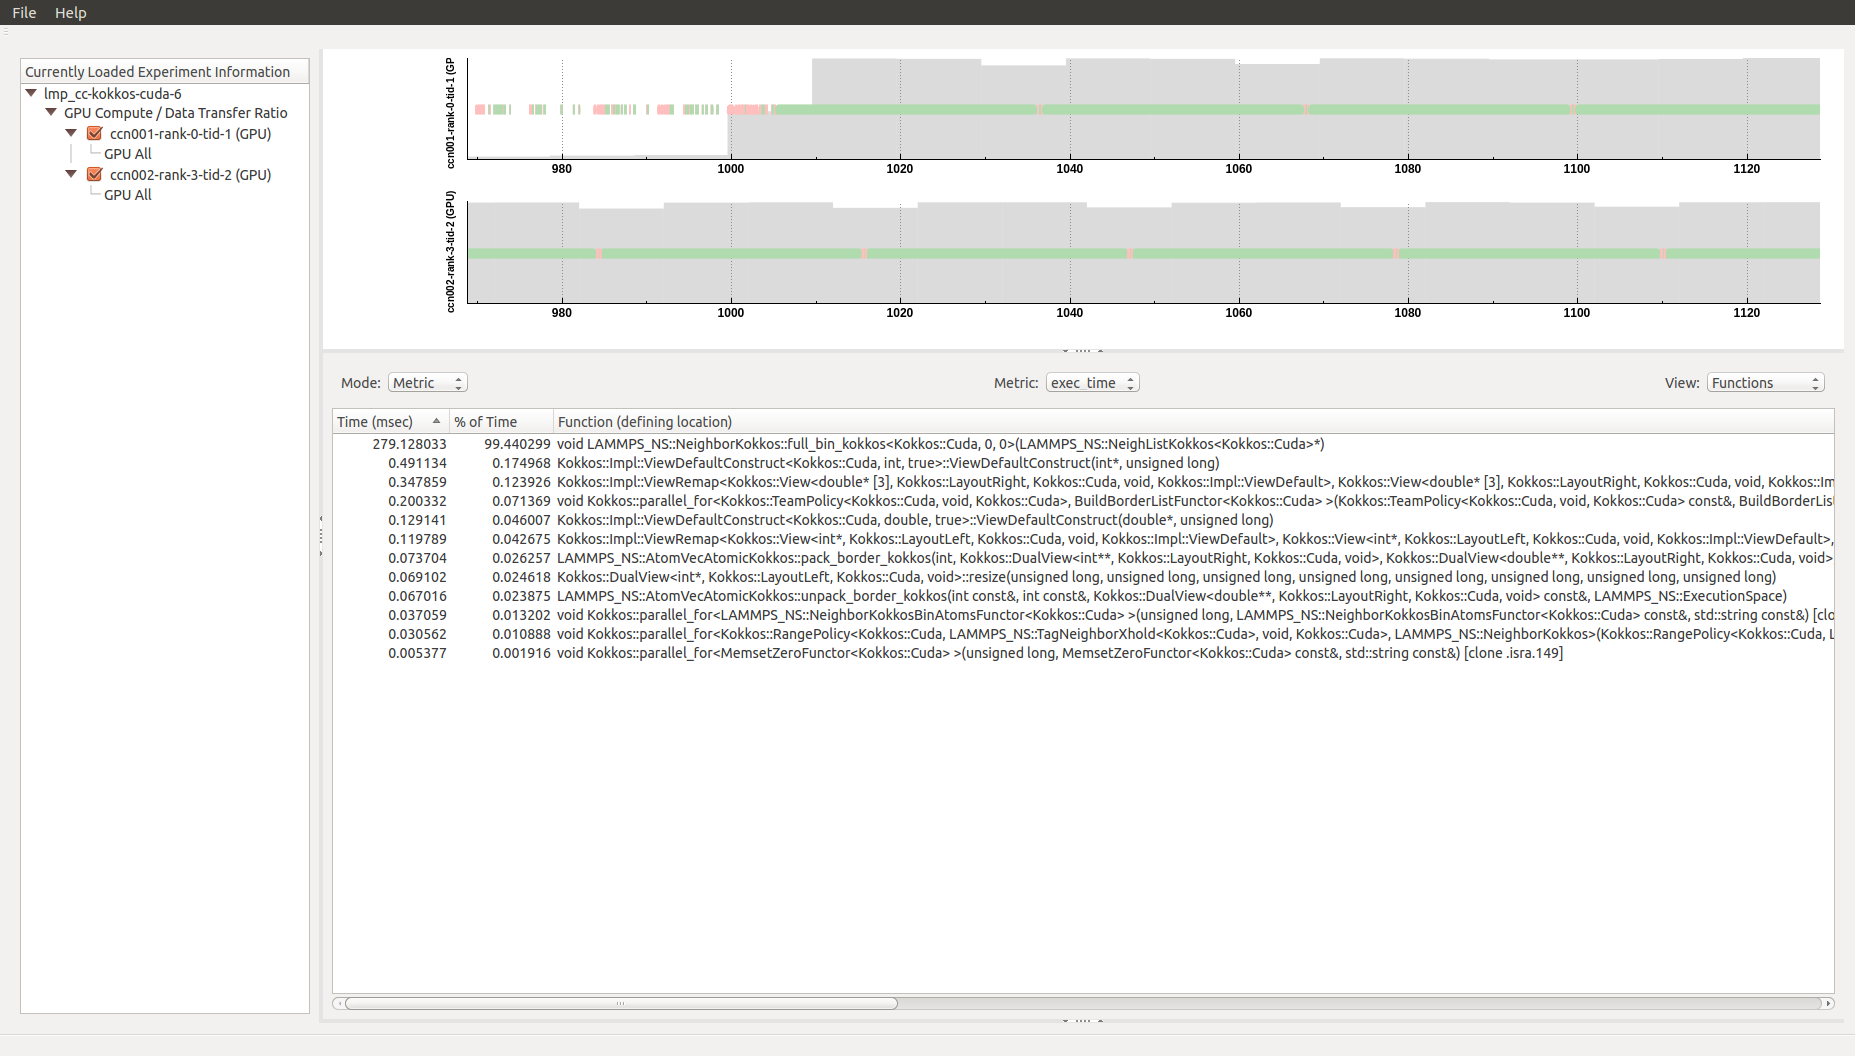 File Help
Currently Loaded Experiment Information
lmp_cc-kokkos-cuda-6
GPU Compute / Data Transfer Ratio
ccn001-rank-0-tid-1 (GPU)
GPU All
ccn002-rank-3-tid-2 (GPU)
GPU All
ccn001-rank-0-tid-1 (GP
980 1000 1020 1040 1060 1080 1100 1120
ccn002-rank-3-tid-2 (GPU)
980 1000 1020 1040 1060 1080 1100 1120
Mode: Metric Metric: exec_time View: Functions
Time (msec) % of Time Function (defining location)
279.128033 99.440299 void LAMMPS_NS::NeighborKokkos::full_bin_kokkos<Kokkos::Cuda, 0, 0>(LAMMPS_NS::NeighListKokkos<Kokkos::Cuda>*)
0.491134 0.174968 Kokkos::Impl::ViewDefaultConstruct<Kokkos::Cuda, int, true>::ViewDefaultConstruct(int*, unsigned long)
0.347859 0.123926 Kokkos::Impl::ViewRemap<Kokkos::View<double* [3], Kokkos::LayoutRight, Kokkos::Cuda, void, Kokkos::Impl::ViewDefault>, Kokkos::View<double* [3], Kokkos::LayoutRight, Kokkos::Cuda, void, Kokkos::Im
0.200332 0.071369 void Kokkos::parallel_for<Kokkos::TeamPolicy<Kokkos::Cuda, void, Kokkos::Cuda>, BuildBorderListFunctor<Kokkos::Cuda> >(Kokkos::TeamPolicy<Kokkos::Cuda, void, Kokkos::Cuda> const&, BuildBorderLis
0.129141 0.046007 Kokkos::Impl::ViewDefaultConstruct<Kokkos::Cuda, double, true>::ViewDefaultConstruct(double*, unsigned long)
0.119789 0.042675 Kokkos::Impl::ViewRemap<Kokkos::View<int*, Kokkos::LayoutLeft, Kokkos::Cuda, void, Kokkos::Impl::ViewDefault>, Kokkos::View<int*, Kokkos::LayoutLeft, Kokkos::Cuda, void, Kokkos::Impl::ViewDefault>,
0.073704 0.026257 LAMMPS_NS::AtomVecAtomicKokkos::pack_border_kokkos(int, Kokkos::DualView<int**, Kokkos::LayoutRight, Kokkos::Cuda, void>, Kokkos::DualView<double**, Kokkos::LayoutRight, Kokkos::Cuda, void>
0.069102 0.024618 Kokkos::DualView<int*, Kokkos::LayoutLeft, Kokkos::Cuda, void>::resize(unsigned long, unsigned long, unsigned long, unsigned long, unsigned long, unsigned long, unsigned long, unsigned long)
0.067016 0.023875 LAMMPS_NS::AtomVecAtomicKokkos::unpack_border_kokkos(int const&, int const&, Kokkos::DualView<double**, Kokkos::LayoutRight, Kokkos::Cuda, void> const&, LAMMPS_NS::ExecutionSpace)
0.037059 0.013202 void Kokkos::parallel_for<LAMMPS_NS::NeighborKokkosBinAtomsFunctor<Kokkos::Cuda> >(unsigned long, LAMMPS_NS::NeighborKokkosBinAtomsFunctor<Kokkos::Cuda> const&, std::string const&) [clo
0.030562 0.010888 void Kokkos::parallel_for<Kokkos::RangePolicy<Kokkos::Cuda, LAMMPS_NS::TagNeighborXhold<Kokkos::Cuda>, void, Kokkos::Cuda>, LAMMPS_NS::NeighborKokkos>(Kokkos::RangePolicy<Kokkos::Cuda, L
0.005377 0.001916 void Kokkos::parallel_for<MemsetZeroFunctor<Kokkos::Cuda> >(unsigned long, MemsetZeroFunctor<Kokkos::Cuda> const&, std::string const&) [clone .isra.149]